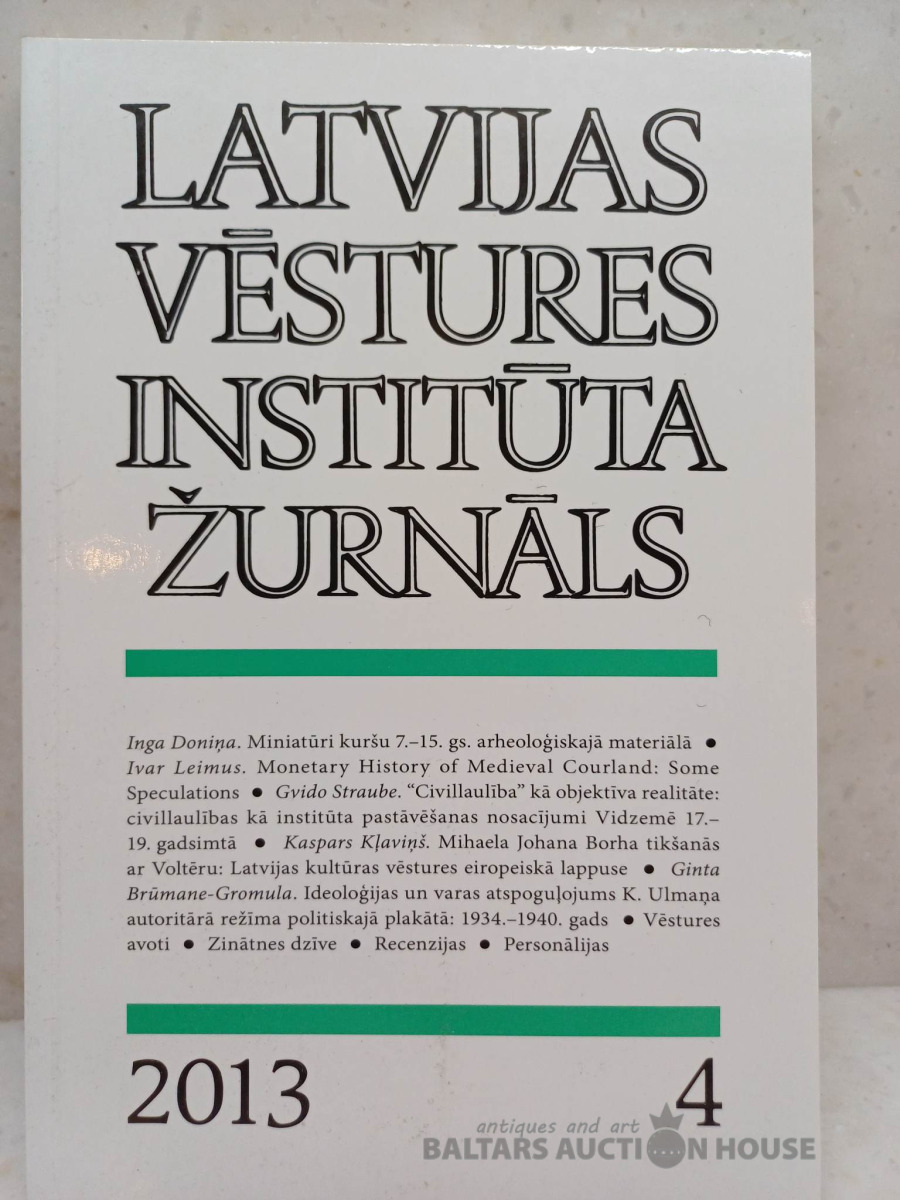 LATVIJAS
VĒSTURES
INSTITŪTA
ŽURNĀLS
Inga Doniņa. Miniatūri kuršu 7.–15. gs. arheoloģiskajā materiālā ●
Ivar Leimus. Monetary History of Medieval Courland: Some
Speculations ● Gvido Straube. “Civillaulība” kā objektīva realitāte:
civillaulības kā institūta pastāvēšanas nosacījumi Vidzemē 17.–
19. gadsimtā ● Kaspars Kļaviņš. Mihaela Johana Borha tikšanās
ar Voltēru: Latvijas kultūras vēstures eiropeiskā lappuse ● Ginta
Brūmane-Gromula. Ideoloģijas un varas atspoguļojums K. Ulmaņa
autoritārā režīma politiskajā plakātā: 1934.–1940. gads ● Vēstures
avoti ● Zinātnes dzīve ● Recenzijas ● Personālijas
2013 4
antiques and art
BALTARS AUCTION HOUSE